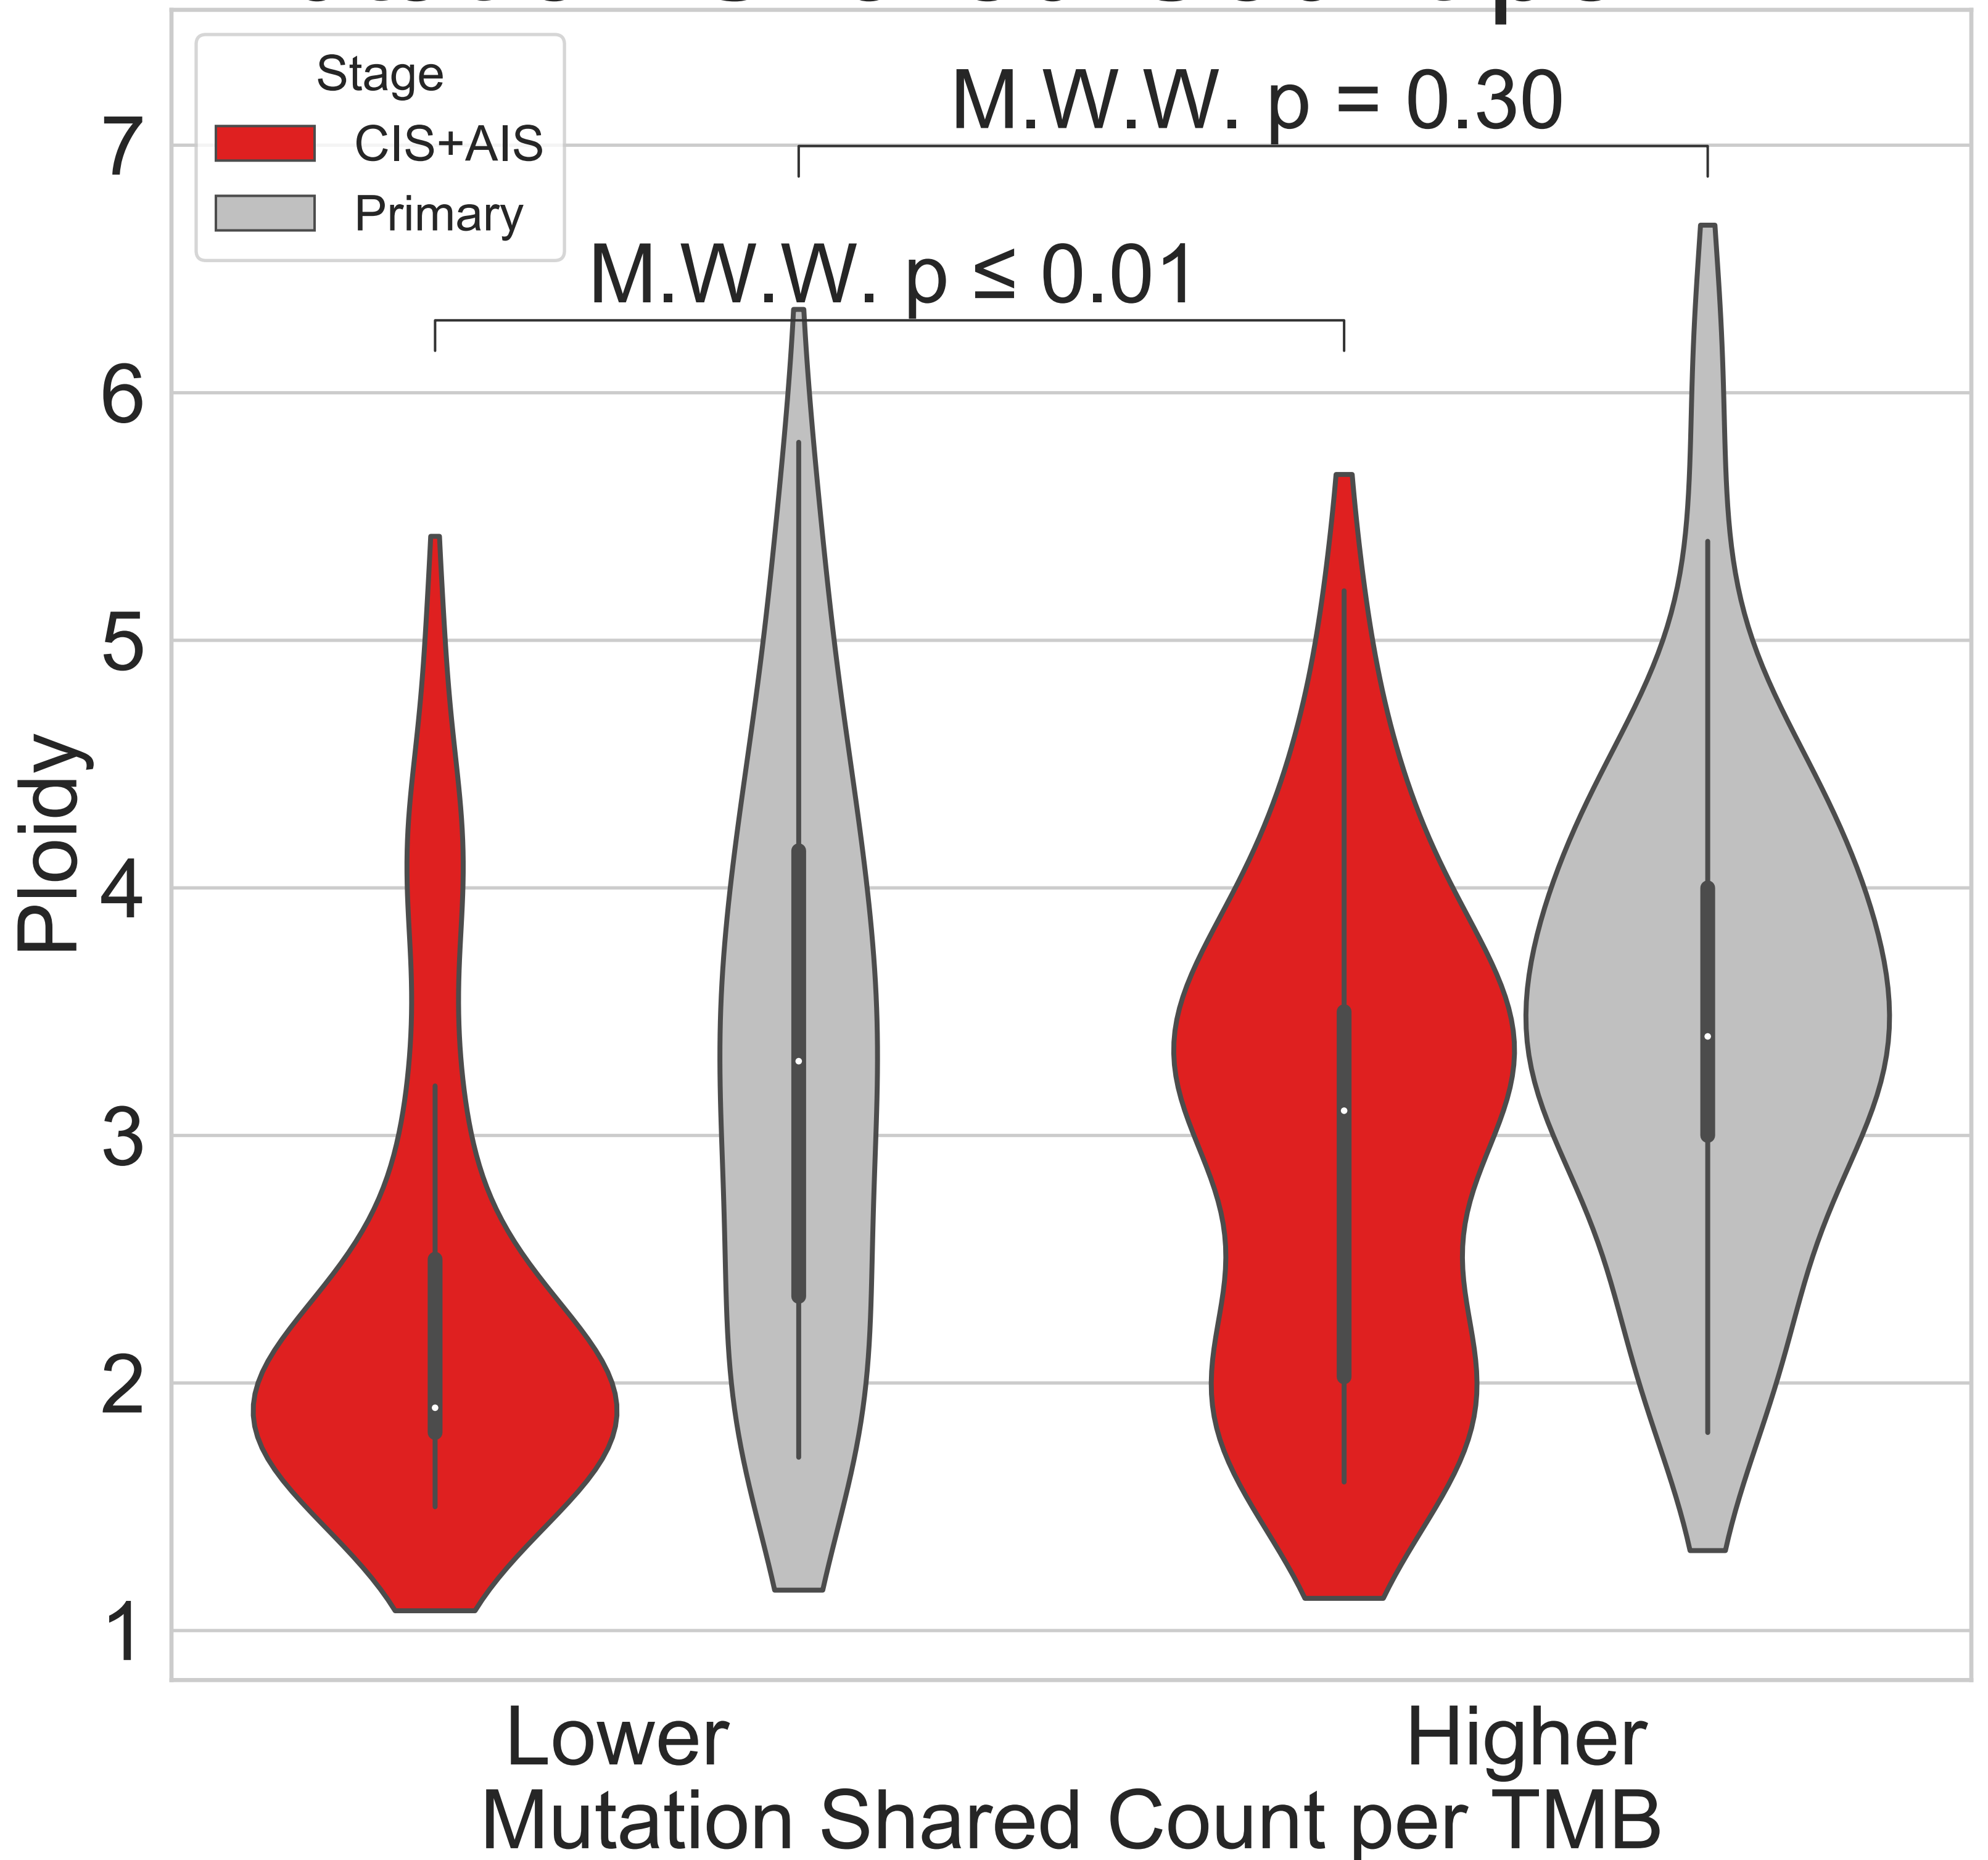 Stage
CIS+AIS
Primary
M.W.W. p = 0.30
M.W.W. p ≤ 0.01
Ploidy
7
6
5
4
3
2
1
Lower
Higher
Mutation Shared Count per TMB